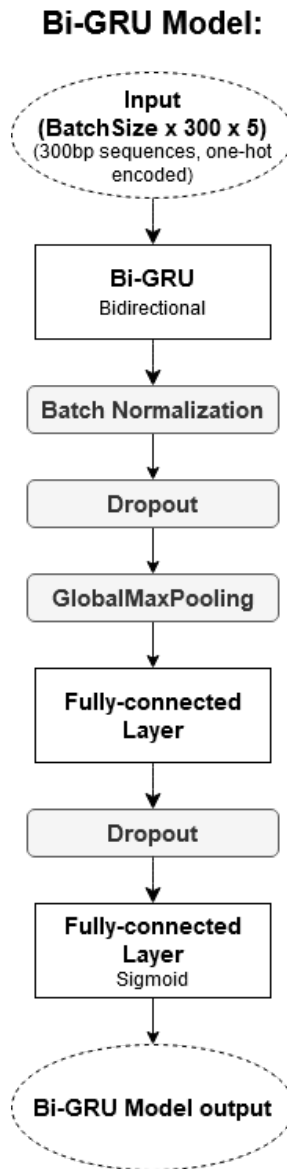 Bi-GRU Model:
Input
(BatchSize x 300 x 5)
(300bp sequences, one-hot
encoded)
Bi-GRU
Bidirectional
Batch Normalization
Dropout
GlobalMaxPooling
Fully-connected
Layer
Dropout
Fully-connected
Layer
Sigmoid
Bi-GRU Model output